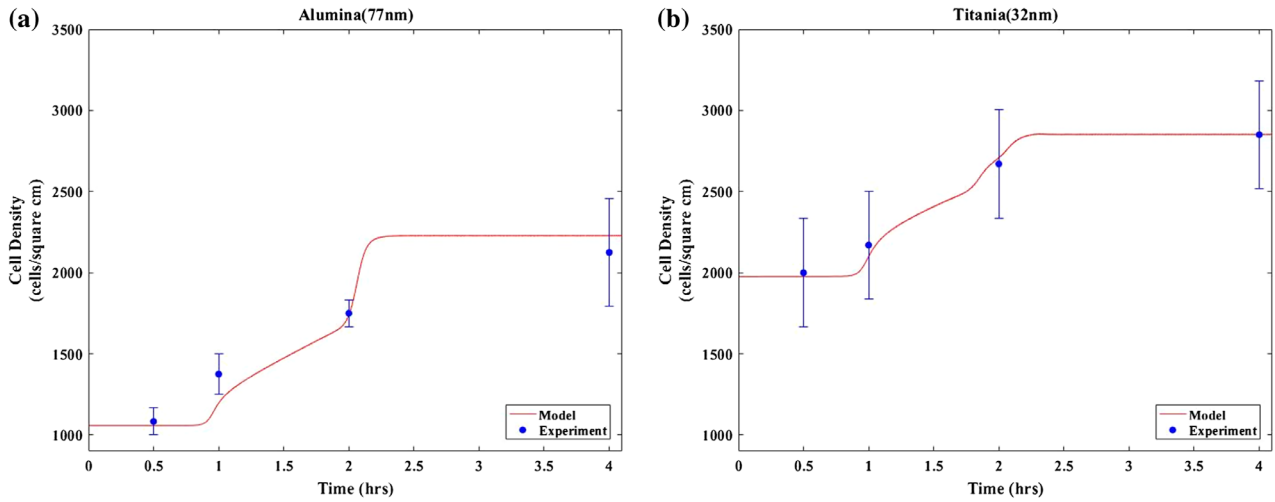 (a)
Alumina(77nm)
3500
3000
2500
2000
1500
1000
Cell Density
(cells/square cm)
0
0.5
1
1.5
2
2.5
3
3.5
4
Time (hrs)
Model
Experiment
(b)
Titania(32nm)
3500
3000
2500
2000
1500
1000
Cell Density
(cells/square cm)
0
0.5
1
1.5
2
2.5
3
3.5
4
Time (hrs)
Model
Experiment